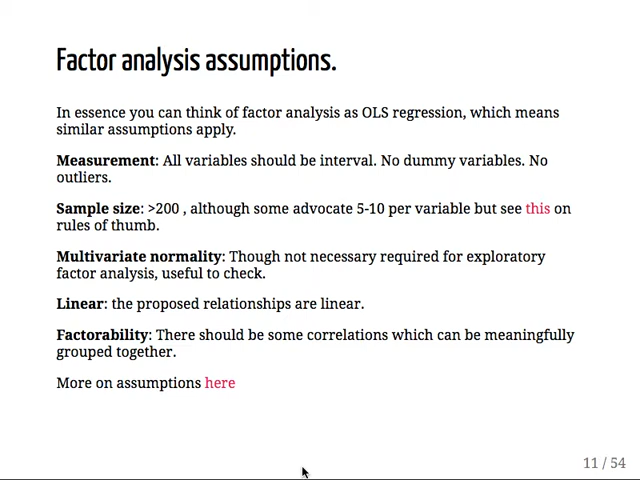 Factor analysis assumptions.
In essence you can think of factor analysis as OLS regression, which means
similar assumptions apply.
Measurement: All variables should be interval. No dummy variables. No
outliers.
Sample size: >200 , although some advocate 5-10 per variable but see this on
rules of thumb.
Multivariate normality: Though not necessary required for exploratory
factor analysis, useful to check.
Linear: the proposed relationships are linear.
Factorability: There should be some correlations which can be meaningfully
grouped together.
More on assumptions here
11 / 54